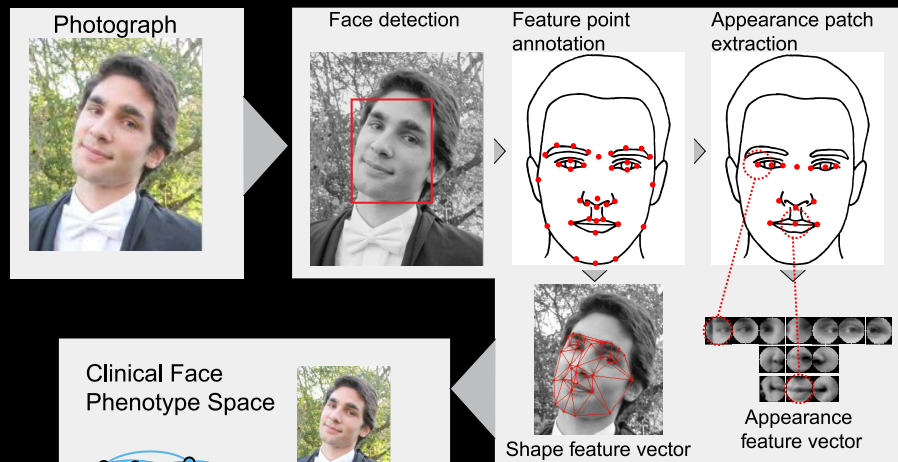 Photograph
Face detection
Feature point
annotation
Appearance patch
extraction
Shape feature vector
Appearance
feature vector
Clinical Face
Phenotype Space